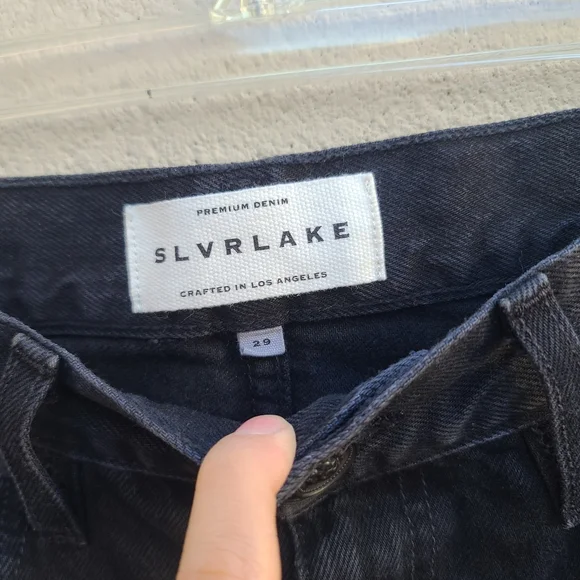 PREMIUM DENIM
SLVRLAKE
CRAFTED IN LOS ANGELES
29